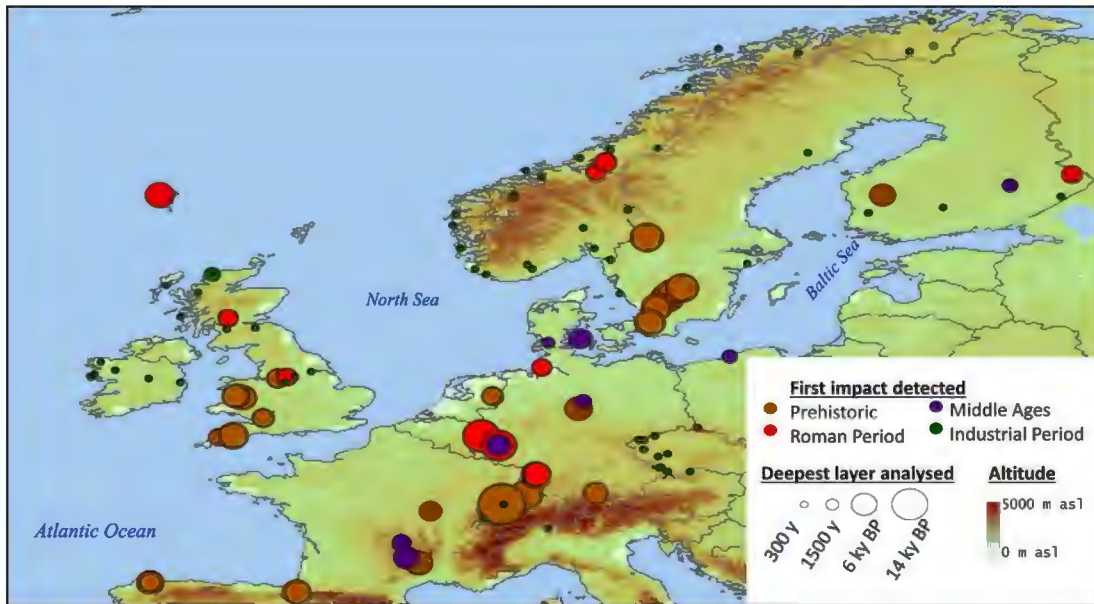 North Sea
Baltic Sea
Atlantic Ocean
First impact detected
Prehistoric
Middle Ages
Roman Period
Industrial Period
Deepest layer analysed
Altitude
300 y
1500 y
6 ky BP
14 ky BP
5000 m asl
0 m asl